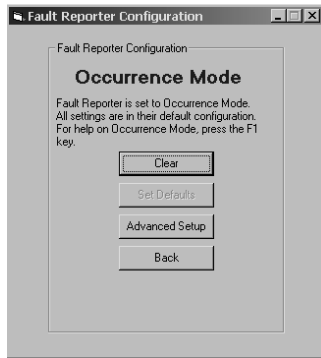 Fault Reporter Configuration
Fault Reporter Configuration
Occurrence Mode
Fault Reporter is set to Occurrence Mode.
All settings are in their default configuration.
For help on Occurrence Mode, press the F1
key.
Clear
Set Defaults
Advanced Setup
Back